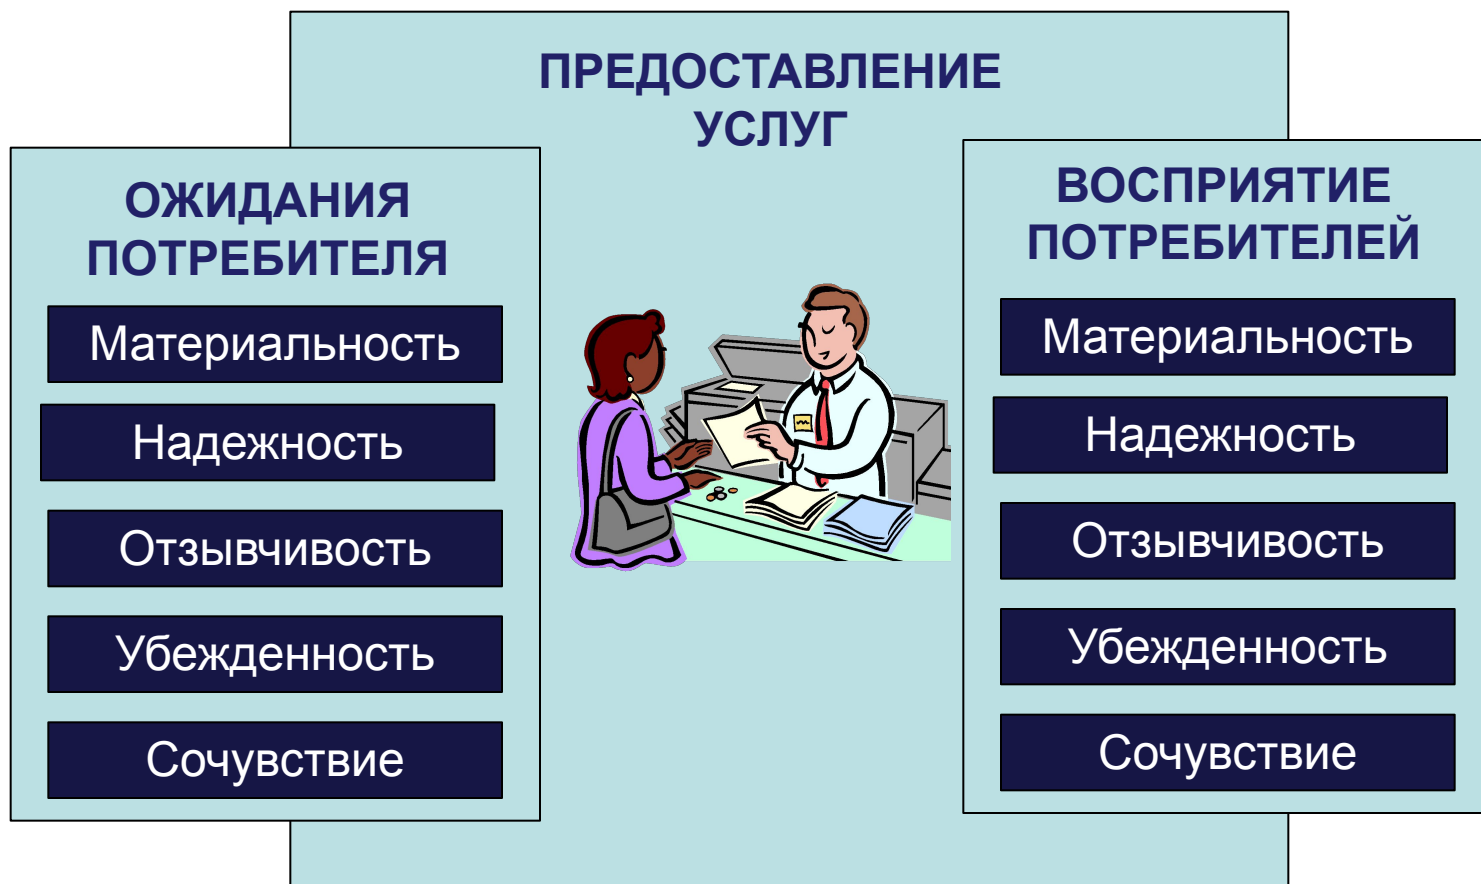 ПРЕДОСТАВЛЕНИЕ
УСЛУГ
ОЖИДАНИЯ
ПОТРЕБИТЕЛЯ
Материальность
Надежность
Отзывчивость
Убежденность
Сочувствие
ВОСПРИЯТИЕ
ПОТРЕБИТЕЛЕЙ
Материальность
Надежность
Отзывчивость
Убежденность
Сочувствие